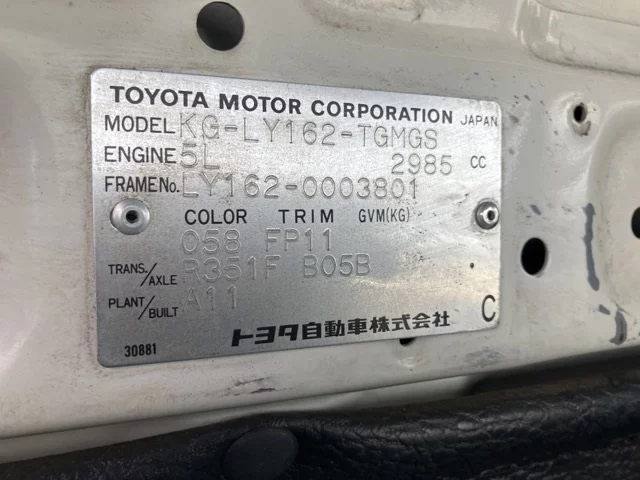 TOYOTA MOTOR CORPORATION JAPAN
MODEL KG-LY162-TGMGS
ENGINE 5L 2985 CC
FRAME No. LY162-0003801
COLOR TRIM GVM(KG)
058 FP11
TRANS./AXLE R351F B05B
PLANT/BUILT A11
30881 トヨタ自動車株式会社 C